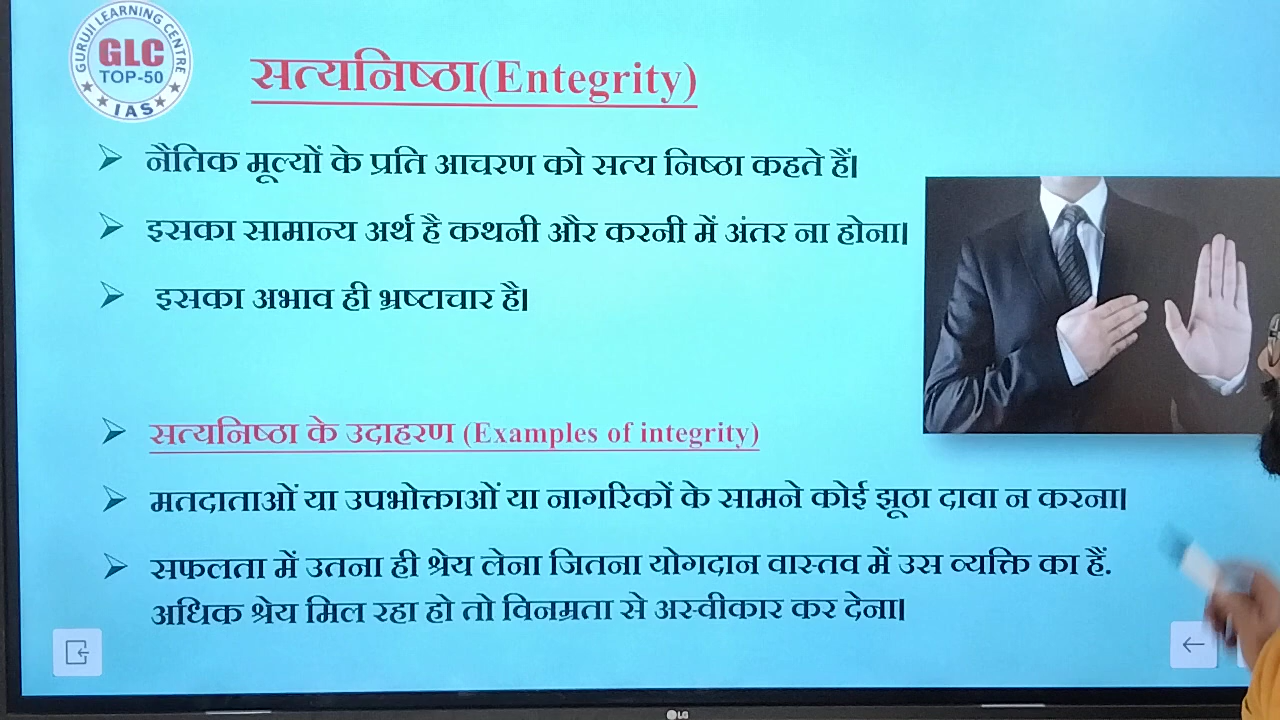 GURUJI LEARNING CENTRE
GLC
TOP-50
IAS
सत्यनिष्ठा(Entegrity)
नैतिक मूल्यों के प्रति आचरण को सत्य निष्ठा कहते हैं।
इसका सामान्य अर्थ है कथनी और करनी में अंतर ना होना।
इसका अभाव ही भ्रष्टाचार है।
सत्यनिष्ठा के उदाहरण (Examples of integrity)
मतदाताओं या उपभोक्ताओं या नागरिकों के सामने कोई झूठा दावा न करना।
सफलता में उतना ही श्रेय लेना जितना योगदान वास्तव में उस व्यक्ति का हैं.
अधिक श्रेय मिल रहा हो तो विनम्रता से अस्वीकार कर देना।
LG